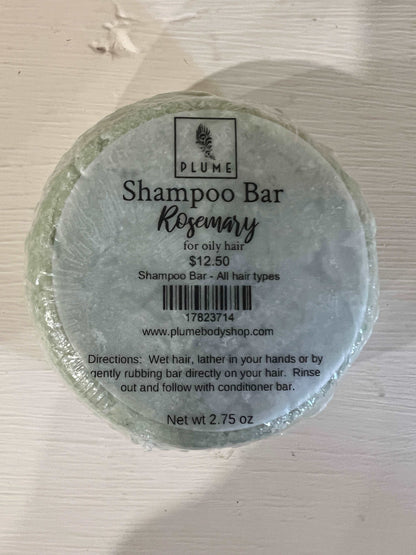 PLUME
Shampoo Bar
Rosemary
for oily hair
$12.50
Shampoo Bar - All hair types
17823714
www.plumebodyshop.com
Directions: Wet hair, lather in your hands or by
gently rubbing bar directly on your hair. Rinse
out and follow with conditioner bar.
Net wt 2.75 oz